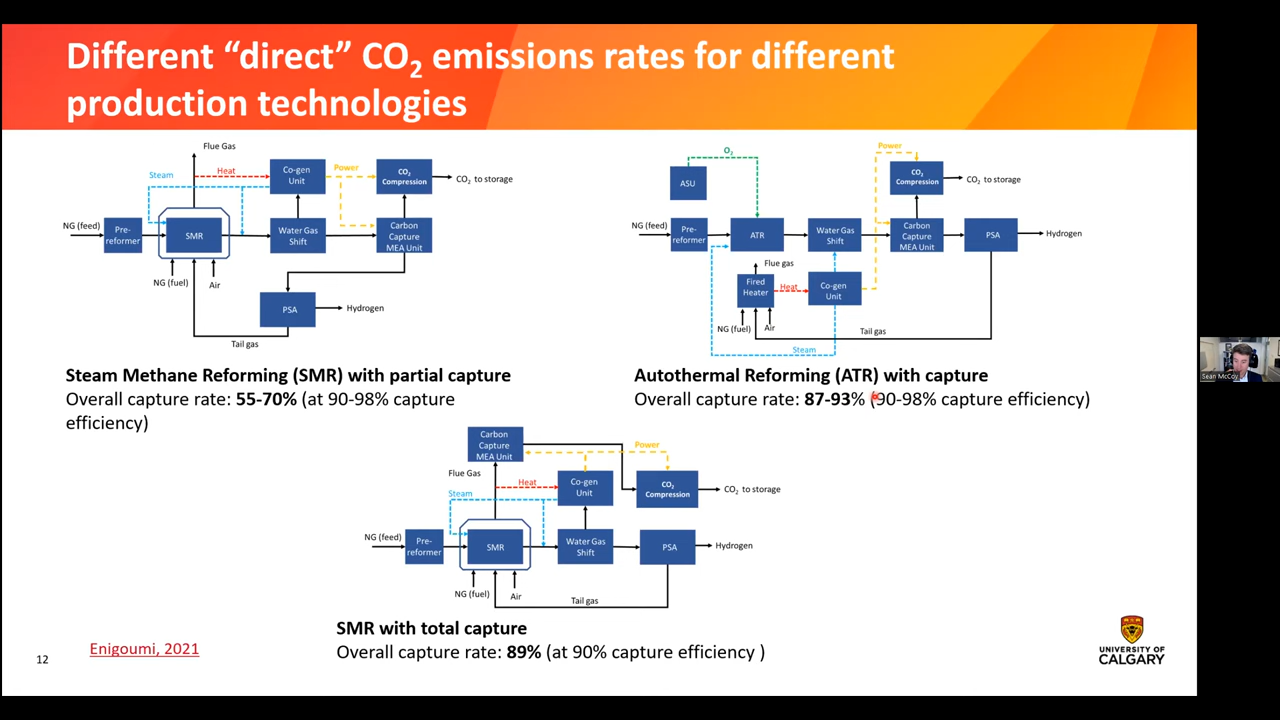 Different “direct” CO2 emissions rates for different
production technologies
Flue Gas
Steam
Heat
Co-gen
Unit
Power
CO2
Compression
CO2 to storage
NG (feed)
Pre-
reformer
SMR
Water Gas
Shift
Carbon
Capture
MEA Unit
NG (fuel)
Air
PSA
Hydrogen
Tail gas
Steam Methane Reforming (SMR) with partial capture
Overall capture rate: 55-70% (at 90-98% capture
efficiency)
O2
Power
ASU
CO2
Compression
CO2 to storage
NG (feed)
Pre-
reformer
ATR
Water Gas
Shift
Carbon
Capture
MEA Unit
PSA
Hydrogen
Flue gas
Fired
Heater
Heat
Co-gen
Unit
NG (fuel)
Air
Tail gas
Steam
Autothermal Reforming (ATR) with capture
Overall capture rate: 87-93% (90-98% capture efficiency)
Carbon
Capture
MEA Unit
Power
Flue Gas
Heat
Co-gen
Unit
CO2
Compression
CO2 to storage
Steam
NG (feed)
Pre-
reformer
SMR
Water Gas
Shift
PSA
Hydrogen
NG (fuel)
Air
Tail gas
SMR with total capture
Overall capture rate: 89% (at 90% capture efficiency )
Enigoumi, 2021
12
UNIVERSITY OF
CALGARY
Sean McCoy